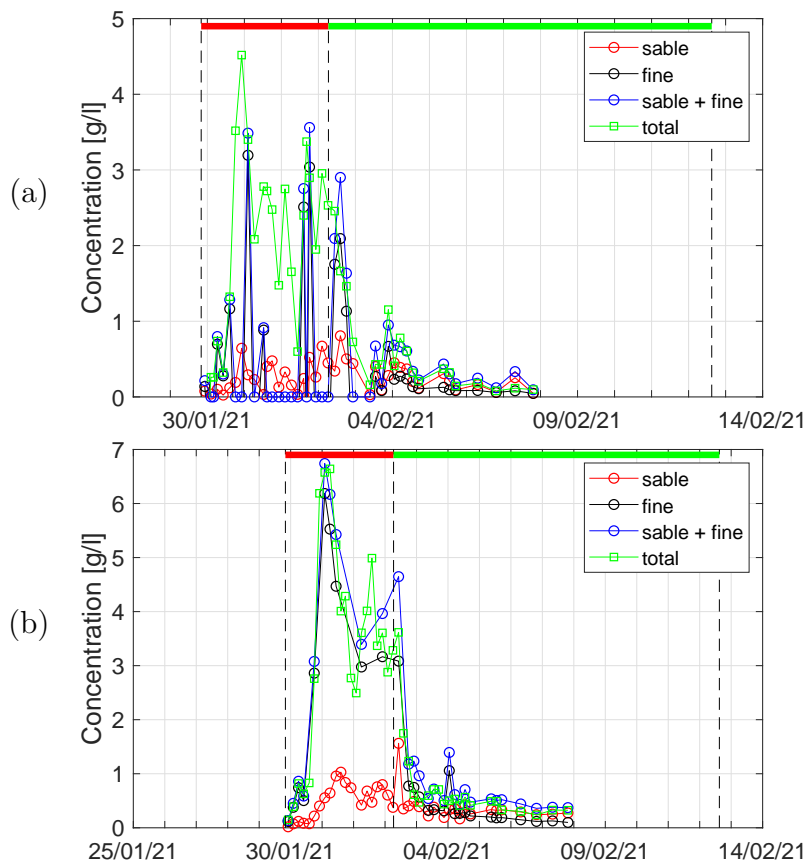 (a)
Concentration [g/l]
5
4
3
2
1
0
sable
fine
sable + fine
total
30/01/21 04/02/21 09/02/21 14/02/21
(b)
Concentration [g/l]
7
6
5
4
3
2
1
0
sable
fine
sable + fine
total
25/01/21 30/01/21 04/02/21 09/02/21 14/02/21